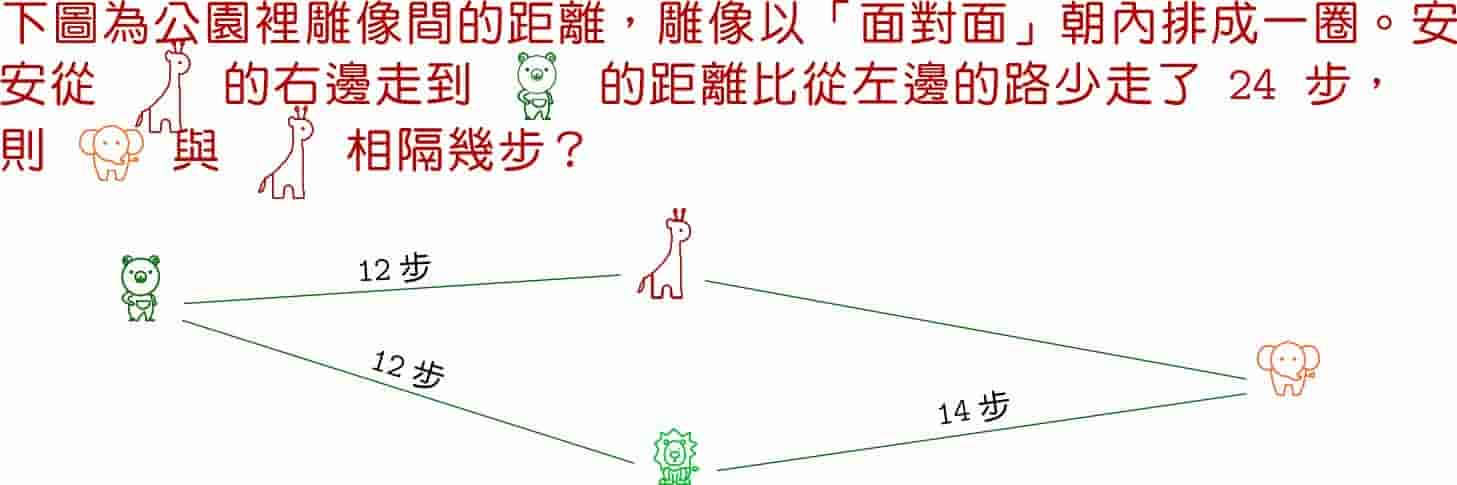 下圖為公園裡雕像間的距離，雕像以「面對面」朝內排成一圈。安
安從 的右邊走到 的距離比從左邊的路少走了 24 步，
則 與 相隔幾步？
12 步
12 步
14 步